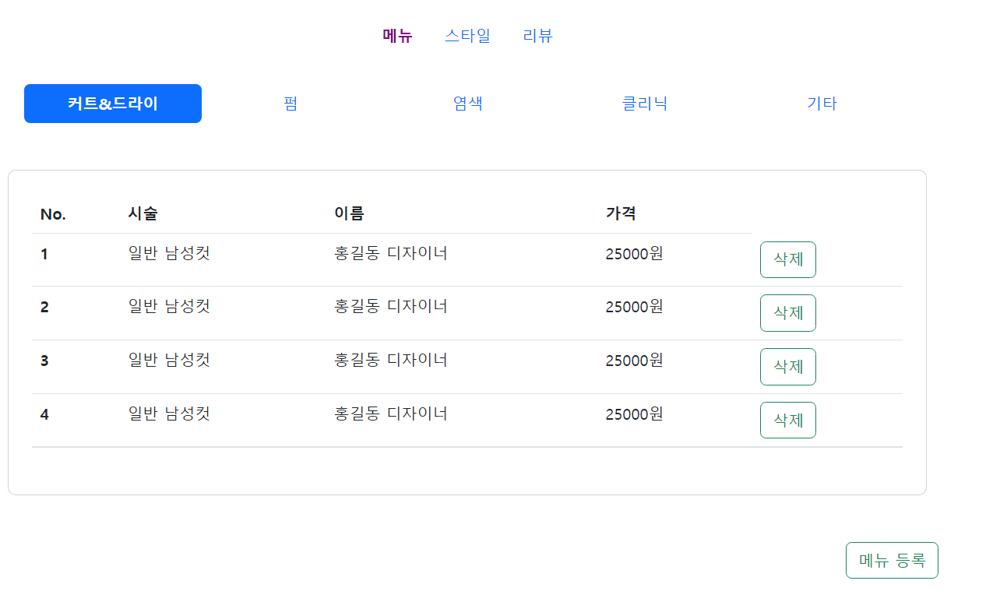 메뉴 스타일 리뷰
커트&드라이 펌 염색 클리닉 기타
No. 시술 이름 가격
1 일반 남성컷 홍길동 디자이너 25000원 삭제
2 일반 남성컷 홍길동 디자이너 25000원 삭제
3 일반 남성컷 홍길동 디자이너 25000원 삭제
4 일반 남성컷 홍길동 디자이너 25000원 삭제
메뉴 등록